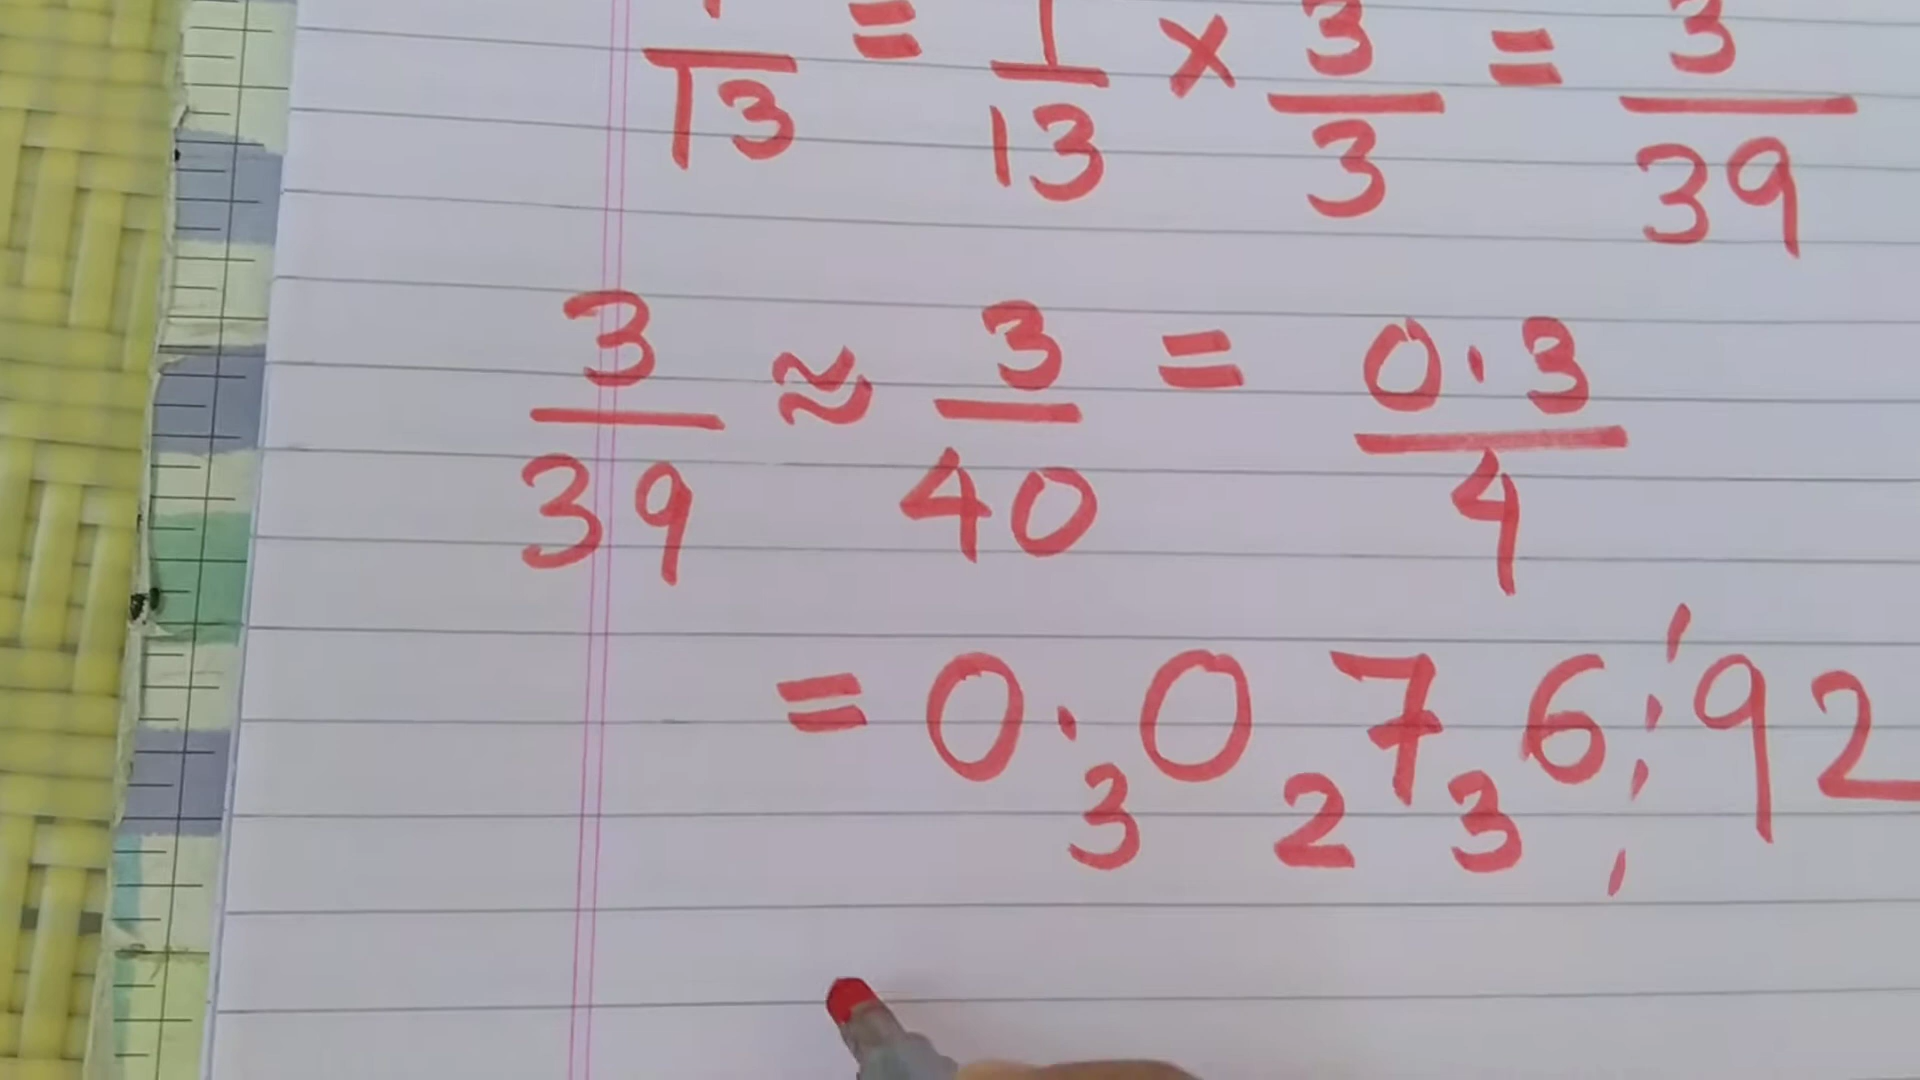 1/13 = 1/13 × 3/3 = 3/39
3/39 ≈ 3/40 = 0.3/4
= 0.₃0₂7₃6¦92